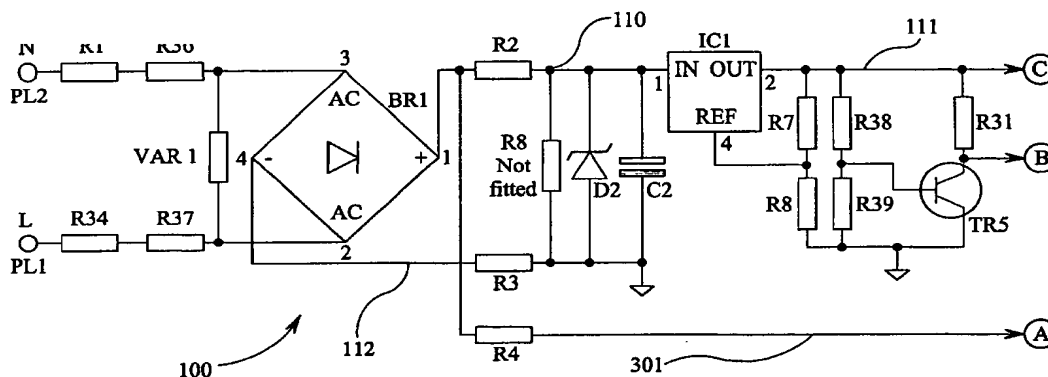 N R1 R36 R2 110 IC1 111
PL2 3 1 IN OUT 2 C
AC BR1 REF
VAR 1 4 - + 1 R8 4 R7 R38 R31
Not
fitted D2 C2 B
L R34 R37 AC R8 R39
PL1 2 R3 TR5
112 R4 A
100 301